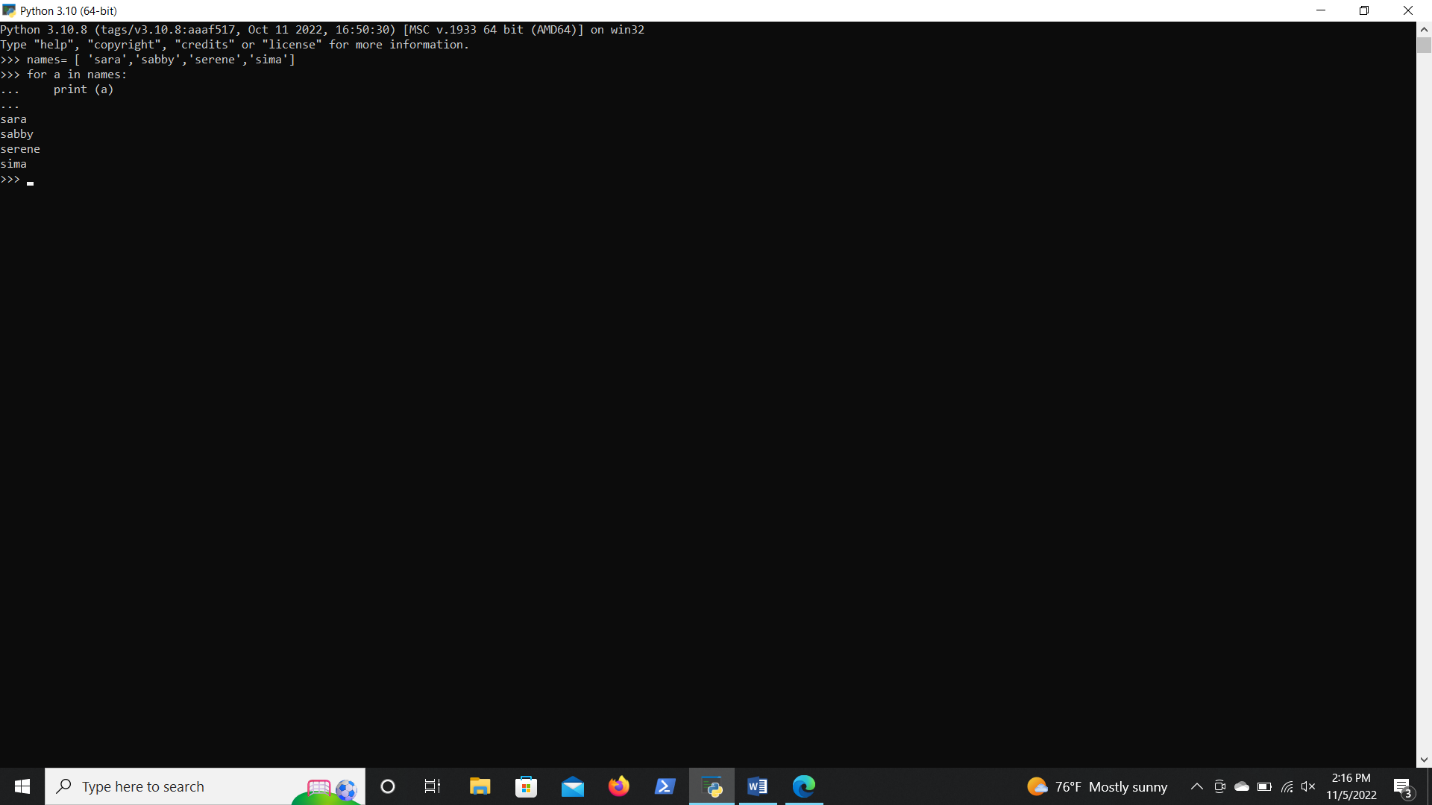 Python 3.10 (64-bit)
Python 3.10.8 (tags/v3.10.8:aaaf517, Oct 11 2022, 16:50:30) [MSC v.1933 64 bit (AMD64)] on win32
Type "help", "copyright", "credits" or "license" for more information.
>>> names= [ 'sara','sabby','serene','sima']
>>> for a in names:
...     print (a)
...
sara
sabby
serene
sima
>>>
Type here to search
76°F Mostly sunny
2:16 PM
11/5/2022
3